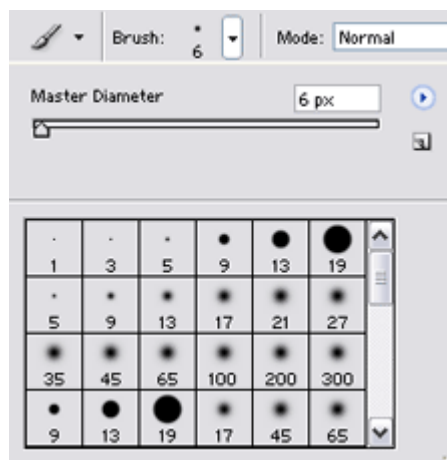 Brush: 6 Mode: Normal
Master Diameter 6 px
1 3 5 9 13 19
5 9 13 17 21 27
35 45 65 100 200 300
9 13 19 17 45 65